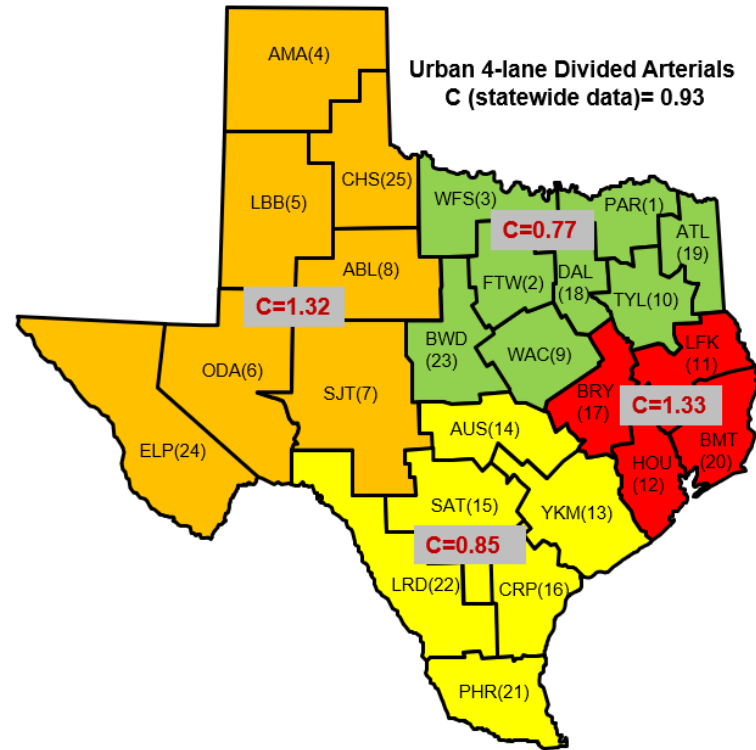 Urban 4-lane Divided Arterials
C (statewide data)= 0.93
AMA(4)
CHS(25)
LBB(5)
WFS(3)
PAR(1)
ATL
(19)
C=0.77
ABL(8)
FTW(2)
DAL
(18)
TYL(10)
C=1.32
BWD
(23)
WAC(9)
LFK
(11)
ODA(6)
SJT(7)
BRY
(17)
C=1.33
AUS(14)
BMT
(20)
ELP(24)
HOU
(12)
SAT(15)
YKM(13)
C=0.85
LRD(22)
CRP(16)
PHR(21)